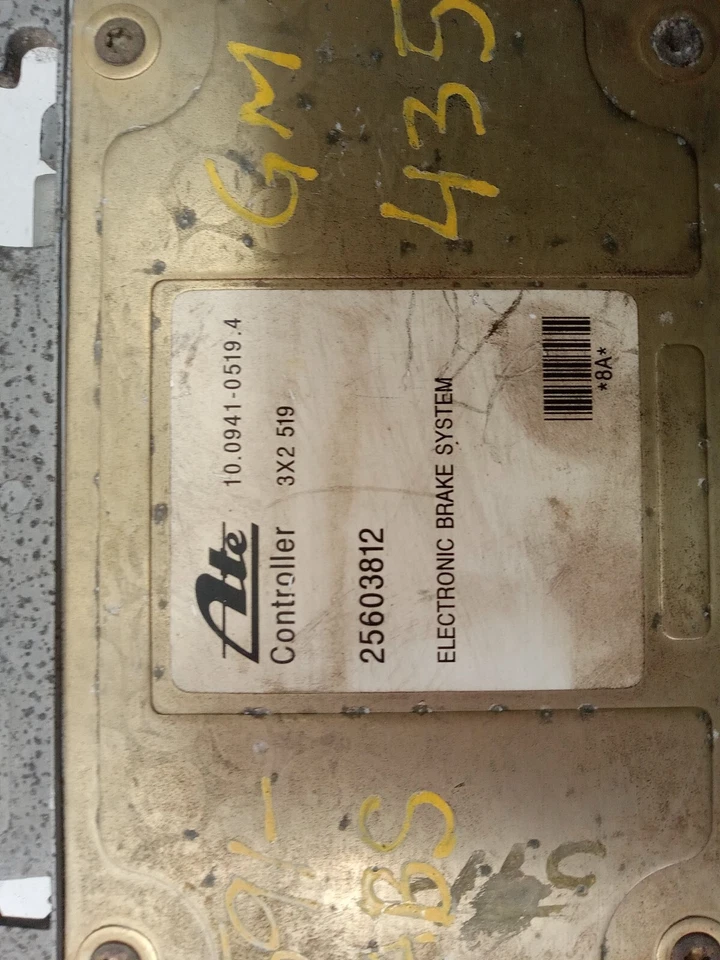 GM
435
Ate 10.0941-0519.4
Controller 3X2 519
25603812
ELECTRONIC BRAKE SYSTEM
*8A*